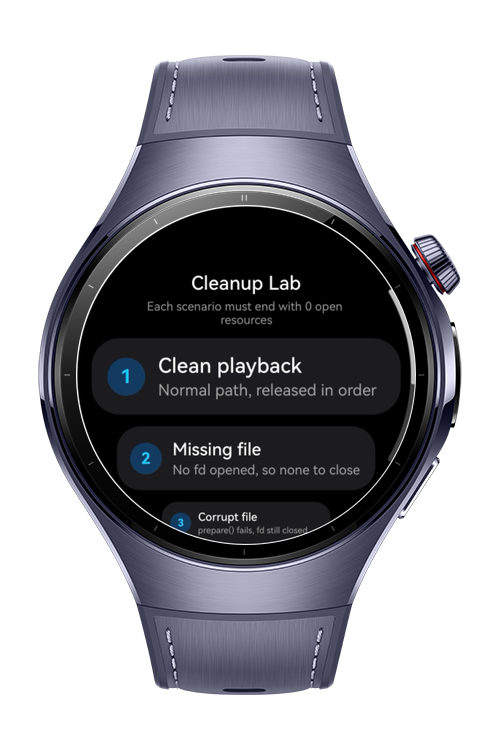 Cleanup Lab
Each scenario must end with 0 open
resources
1
Clean playback
Normal path, released in order
2
Missing file
No fd opened, so none to close
3
Corrupt file
prepare() fails, fd still closed